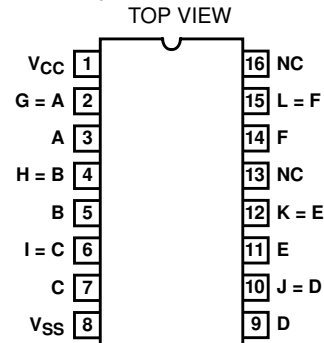 TOP VIEW
VCC 1 16 NC
G = A 2 15 L = F
A 3 14 F
H = B 4 13 NC
B 5 12 K = E
I = C 6 11 E
C 7 10 J = D
VSS 8 9 D